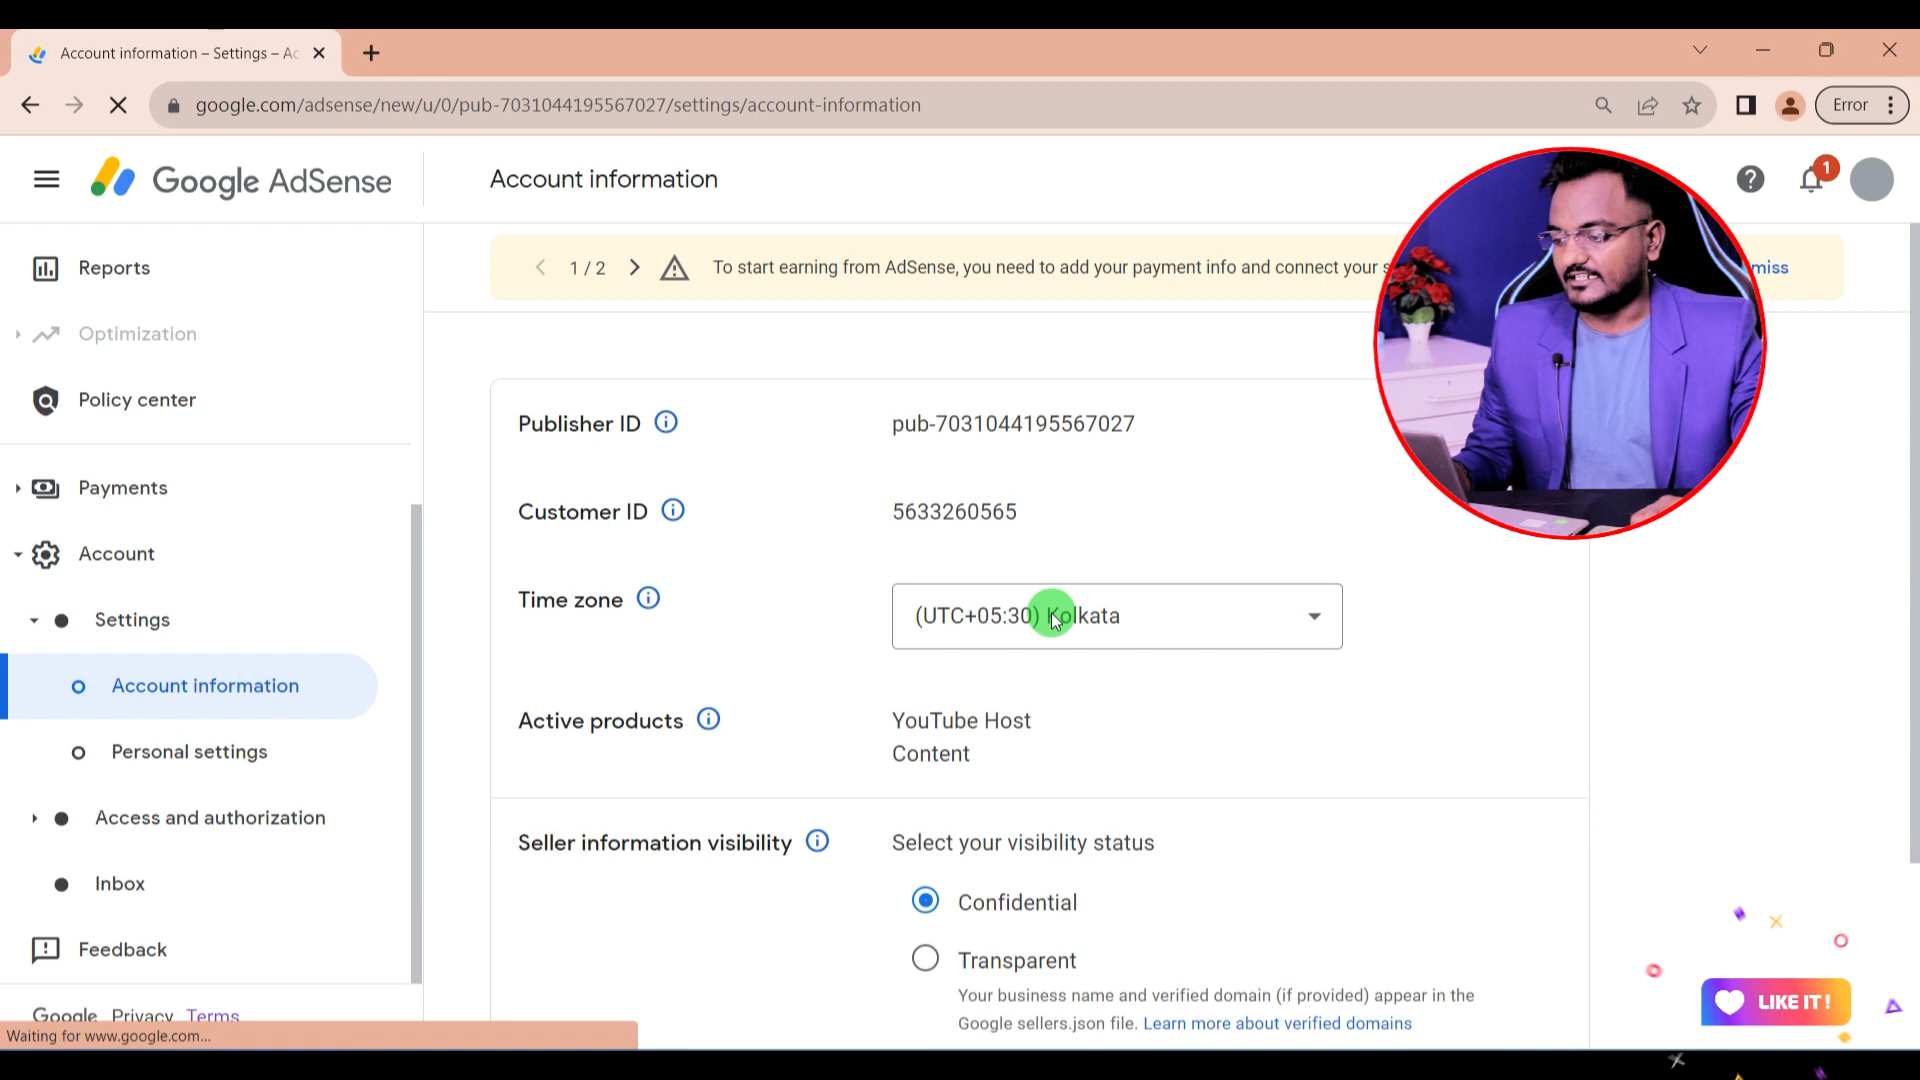 Account information – Settings – Ac
google.com/adsense/new/u/0/pub-7031044195567027/settings/account-information
Error
Google AdSense
Account information
1
Reports
Optimization
Policy center
Payments
Account
Settings
Account information
Personal settings
Access and authorization
Inbox
Feedback
Google Privacy Terms
Waiting for www.google.com...
1 / 2
To start earning from AdSense, you need to add your payment info and connect your s
miss
Publisher ID
pub-7031044195567027
Customer ID
5633260565
Time zone
(UTC+05:30) Kolkata
Active products
YouTube Host
Content
Seller information visibility
Select your visibility status
Confidential
Transparent
Your business name and verified domain (if provided) appear in the
Google sellers.json file. Learn more about verified domains
LIKE IT !